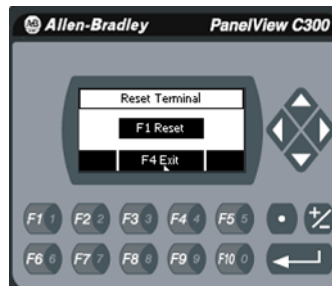 AB Allen-Bradley PanelView C300
Reset Terminal
F1 Reset
F4 Exit
F1 1 F2 2 F3 3 F4 4 F5 5 • +/-
F6 6 F7 7 F8 8 F9 9 F10 0